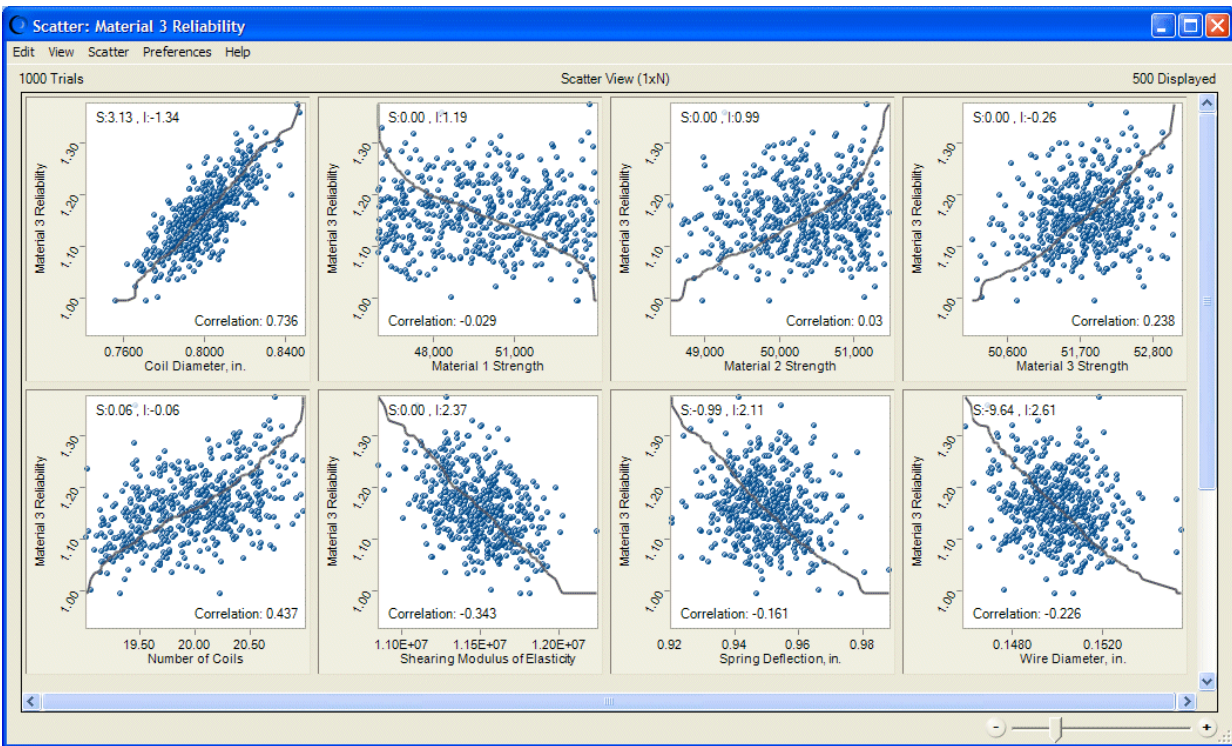 Scatter: Material 3 Reliability
Edit View Scatter Preferences Help
1000 Trials Scatter View (1xN) 500 Displayed
S:3.13 , I:-1.34
Material 3 Reliability
1.30
1.20
1.10
1.00
Correlation: 0.736
0.7600 0.8000 0.8400
Coil Diameter, in.
S:0.00 , I:1.19
Material 3 Reliability
1.30
1.20
1.10
1.00
Correlation: -0.029
48,000 51,000
Material 1 Strength
S:0.00 , I:0.99
Material 3 Reliability
1.30
1.20
1.10
1.00
Correlation: 0.03
49,000 50,000 51,000
Material 2 Strength
S:0.00 , I:-0.26
Material 3 Reliability
1.30
1.20
1.10
1.00
Correlation: 0.238
50,600 51,700 52,800
Material 3 Strength
S:0.06 , I:-0.06
Material 3 Reliability
1.30
1.20
1.10
1.00
Correlation: 0.437
19.50 20.00 20.50
Number of Coils
S:0.00 , I:2.37
Material 3 Reliability
1.30
1.20
1.10
1.00
Correlation: -0.343
1.10E+07 1.15E+07 1.20E+07
Shearing Modulus of Elasticity
S:-0.99 , I:2.11
Material 3 Reliability
1.30
1.20
1.10
1.00
Correlation: -0.161
0.92 0.94 0.96 0.98
Spring Deflection, in.
S:-9.64 , I:2.61
Material 3 Reliability
1.30
1.20
1.10
1.00
Correlation: -0.226
0.1480 0.1520
Wire Diameter, in.